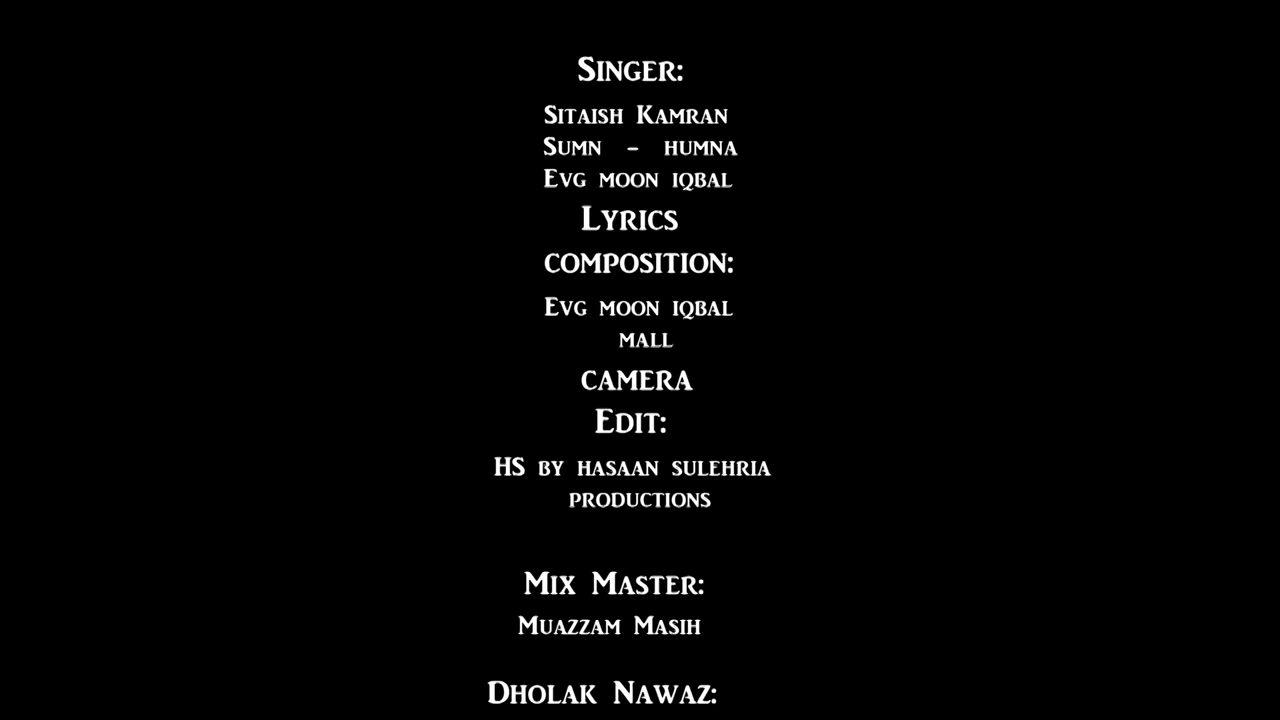 Singer:
Sitaish Kamran
Sumn - humna
Evg moon iqbal
Lyrics
composition:
Evg moon iqbal
mall
camera
Edit:
HS by hasaan sulehria
productions
Mix Master:
Muazzam Masih
Dholak Nawaz: